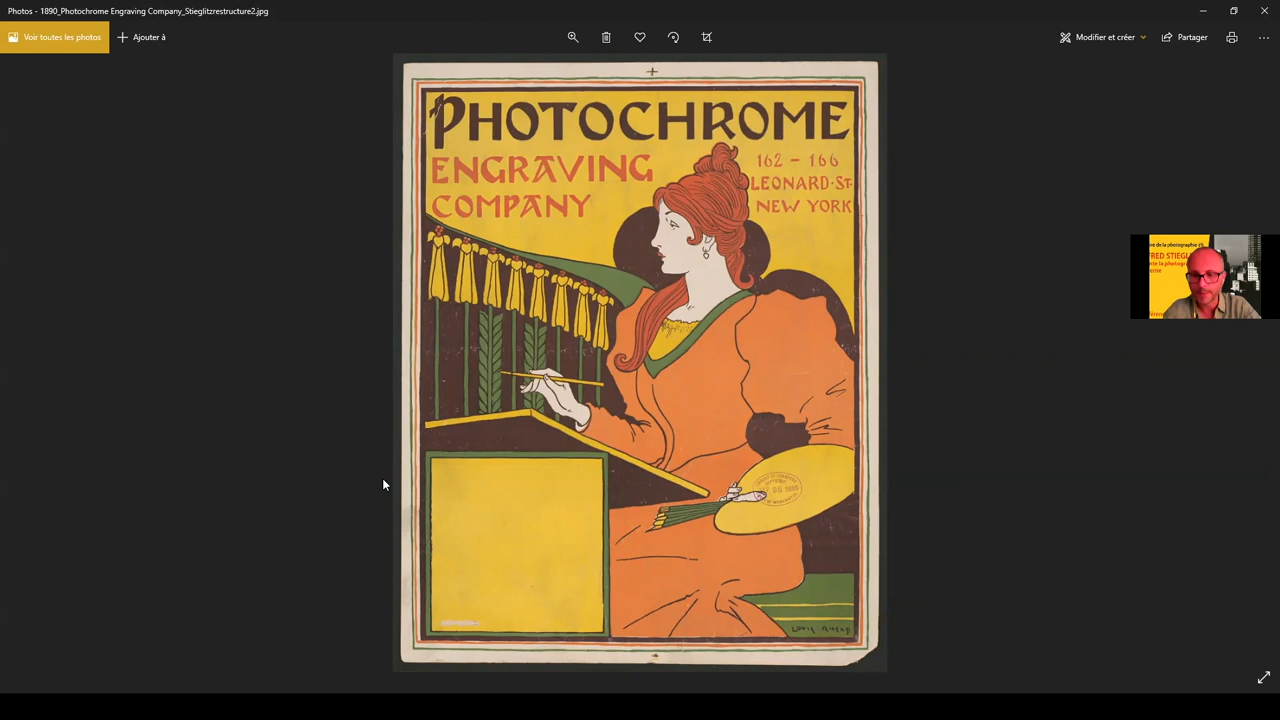 Photos - 1890_Photochrome Engraving Company_Stieglitzrestructure2.jpg
Voir toutes les photos
Ajouter à
Modifier et créer
Partager
PHOTOCHROME
ENGRAVING
COMPANY
162 - 166
LEONARD·ST·
NEW YORK
LOUIS RHEAD